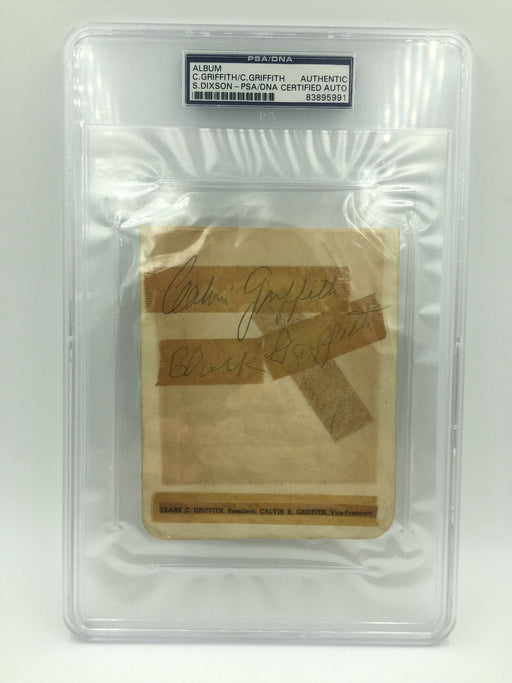 PSA/DNA
ALBUM
C.GRIFFITH/C.GRIFFITH AUTHENTIC
S.DIXSON – PSA/DNA CERTIFIED AUTO
83895991
Calvin Griffith
Clark Griffith
CLARK C. GRIFFITH, President; CALVIN R. GRIFFITH, Vice-President